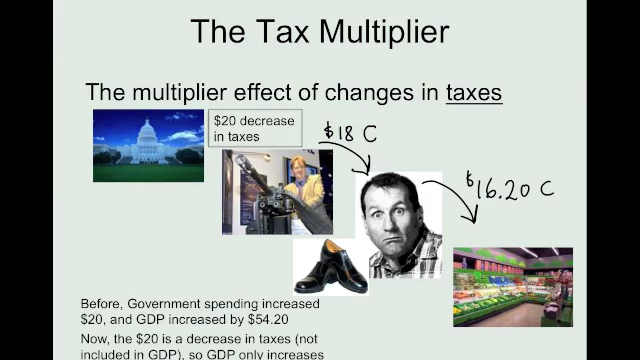 The Tax Multiplier
The multiplier effect of changes in taxes
$20 decrease
in taxes
$18 C
$16.20 C
Before, Government spending increased
$20, and GDP increased by $54.20
Now, the $20 is a decrease in taxes (not
included in GDP), so GDP only increases